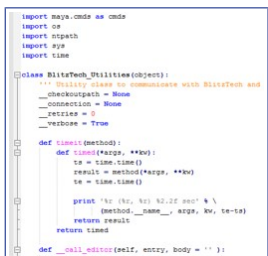 import maya.cmds as cmds
import os
import ntpath
import sys
import time
class BlitzTech_Utilities(object):
''' Utility class to communicate with BlitzTech and
__checkoutpath = None
__connection = None
__retries = 0
__verbose = True
def timeit(method):
def timed(*args, **kw):
ts = time.time()
result = method(*args, **kw)
te = time.time()
print '%r (%r, %r) %2.2f sec' % \
(method.__name__, args, kw, te-ts)
return result
return timed
def __call_editor(self, entry, body = '' ):